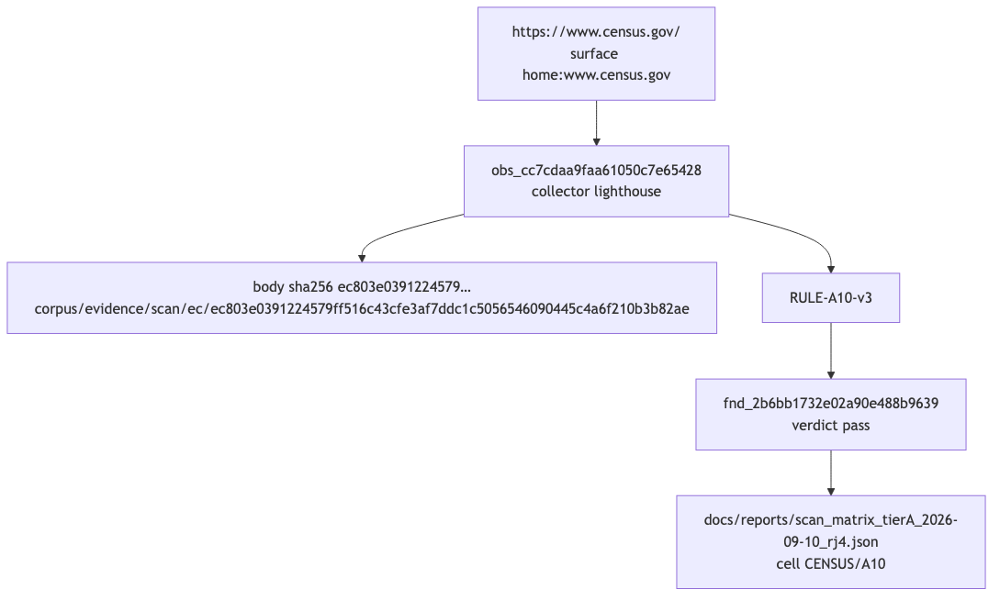 https://www.census.gov/
surface
home:www.census.gov
obs_cc7cdaa9faa61050c7e65428
collector lighthouse
body sha256 ec803e0391224579…
corpus/evidence/scan/ec/ec803e0391224579ff516c43cfe3af7ddc1c5056546090445c4a6f210b3b82ae
RULE-A10-v3
fnd_2b6bb1732e02a90e488b9639
verdict pass
docs/reports/scan_matrix_tierA_2026-
09-10_rj4.json
cell CENSUS/A10